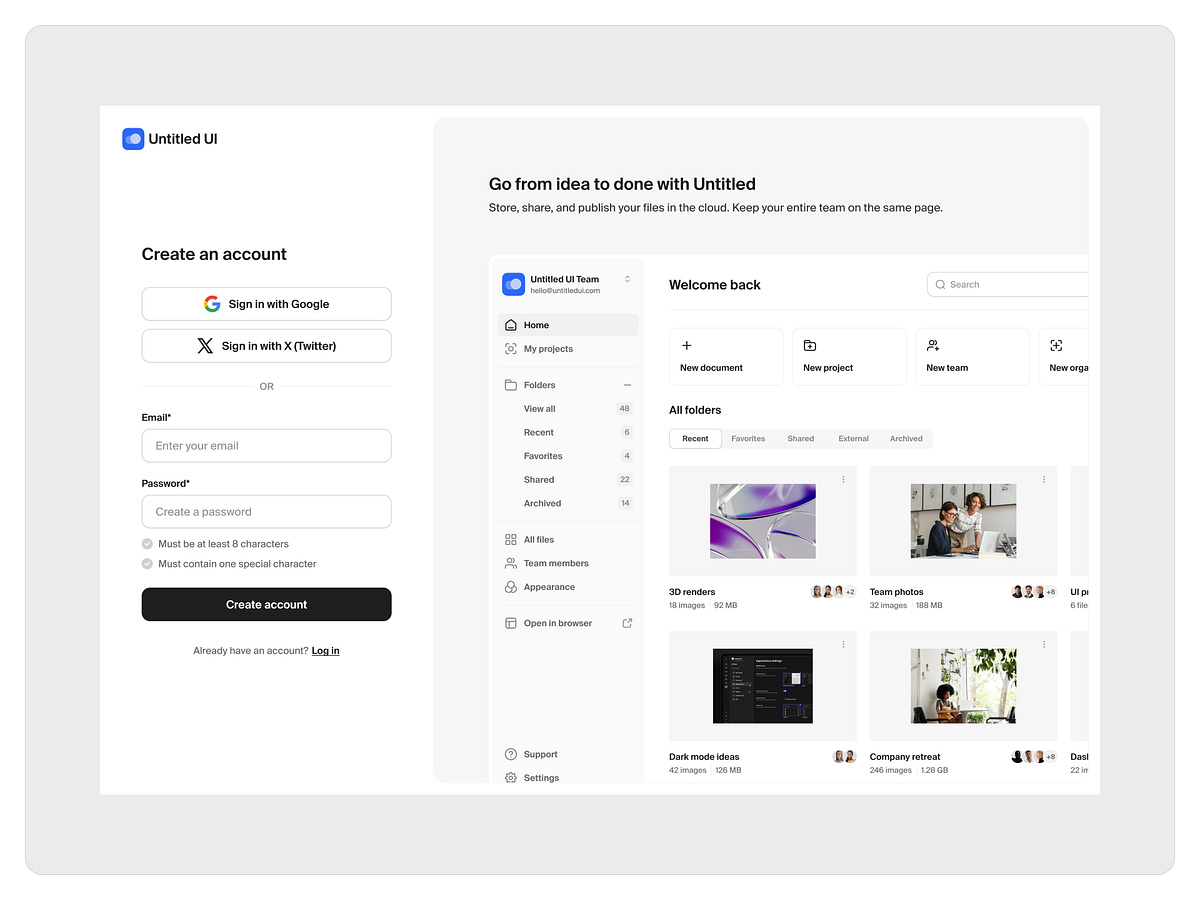 Untitled UI
Create an account
Sign in with Google
Sign in with X (Twitter)
OR
Email*
Enter your email
Password*
Create a password
Must be at least 8 characters
Must contain one special character
Create account
Already have an account? Log in
Go from idea to done with Untitled
Store, share, and publish your files in the cloud. Keep your entire team on the same page.
Untitled UI Team
hello@untitledui.com
Home
My projects
Folders
View all 48
Recent 6
Favorites 4
Shared 22
Archived 14
All files
Team members
Appearance
Open in browser
Support
Settings
Welcome back
Search
New document
New project
New team
New orga
All folders
Recent Favorites Shared External Archived
3D renders +2
18 images 92 MB
Team photos +8
32 images 188 MB
UI pr
6 file
Dark mode ideas
42 images 126 MB
Company retreat +8
246 images 1.28 GB
Dasl
22 im